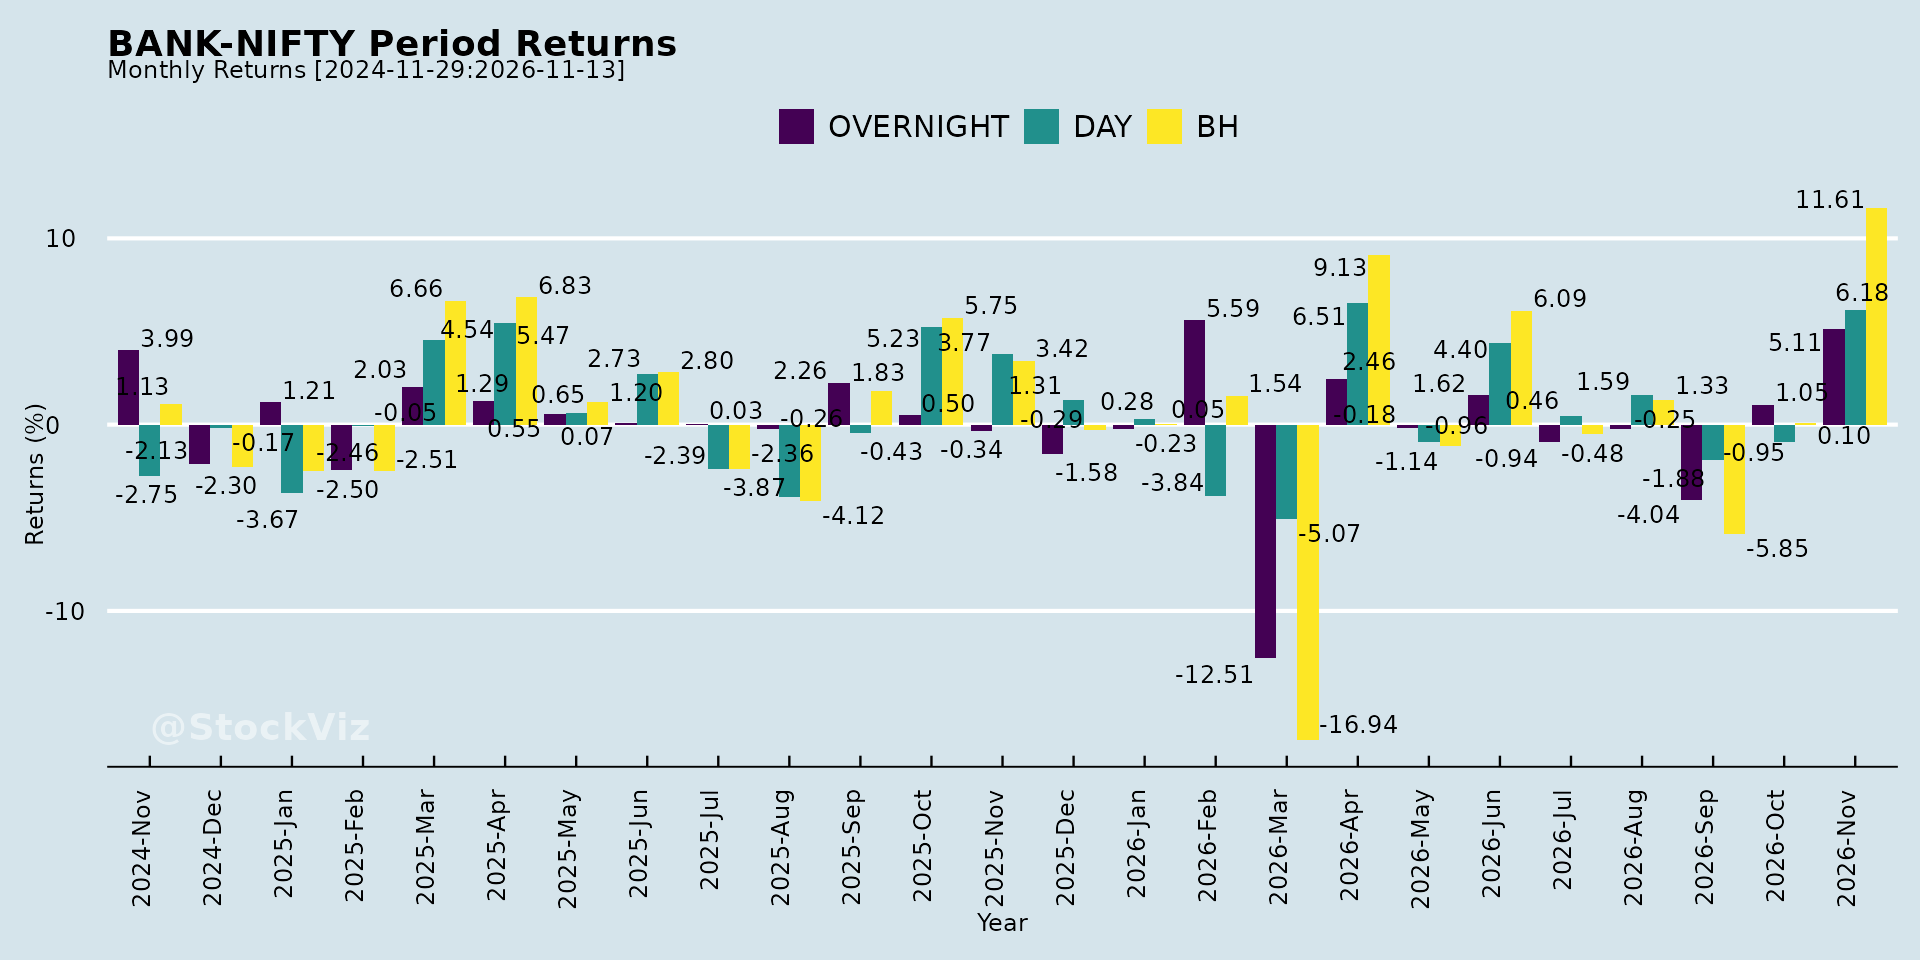 BANK-NIFTY Period Returns
Monthly Returns [2024-11-29:2026-11-13]
OVERNIGHT DAY BH
11.61
10
9.13
6.66
6.83
5.75
5.59
6.09
6.18
6.51
3.99
4.54
5.47
5.23
3.77
3.42
4.40
5.11
2.03
2.73
2.80
2.26
1.83
2.46
1.13
1.21
1.29
0.65
1.20
1.31
1.54
1.62
1.59
1.33
1.05
-0.05
0.03
-0.26
0.50
-0.29
0.28
0.05
-0.18
0.46
-0.25
0
-0.17
0.55
0.07
-0.43
-0.34
-0.23
-0.96
0.10
-2.13
-2.46
-2.51
-2.39
-2.36
-1.58
-1.14
-0.94
-0.48
-0.95
-2.75
-2.30
-2.50
-3.87
-3.84
-1.88
-3.67
-4.12
-5.07
-4.04
-5.85
-10
-12.51
-16.94
Returns (%)
@StockViz
2024-Nov
2024-Dec
2025-Jan
2025-Feb
2025-Mar
2025-Apr
2025-May
2025-Jun
2025-Jul
2025-Aug
2025-Sep
2025-Oct
2025-Nov
2025-Dec
2026-Jan
2026-Feb
2026-Mar
2026-Apr
2026-May
2026-Jun
2026-Jul
2026-Aug
2026-Sep
2026-Oct
2026-Nov
Year